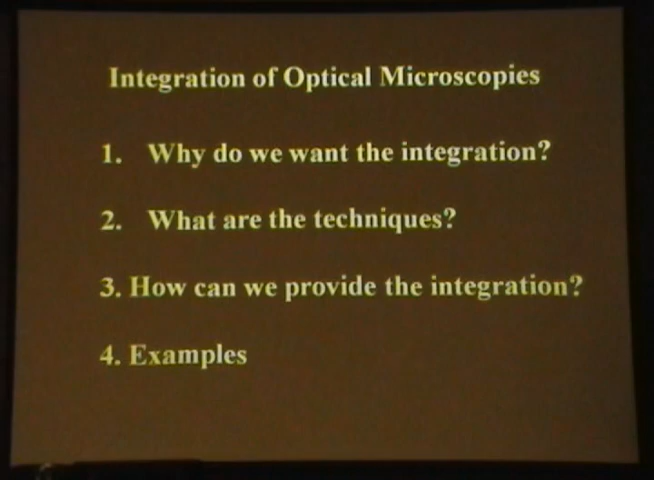 Integration of Optical Microscopies
1. Why do we want the integration?
2. What are the techniques?
3. How can we provide the integration?
4. Examples